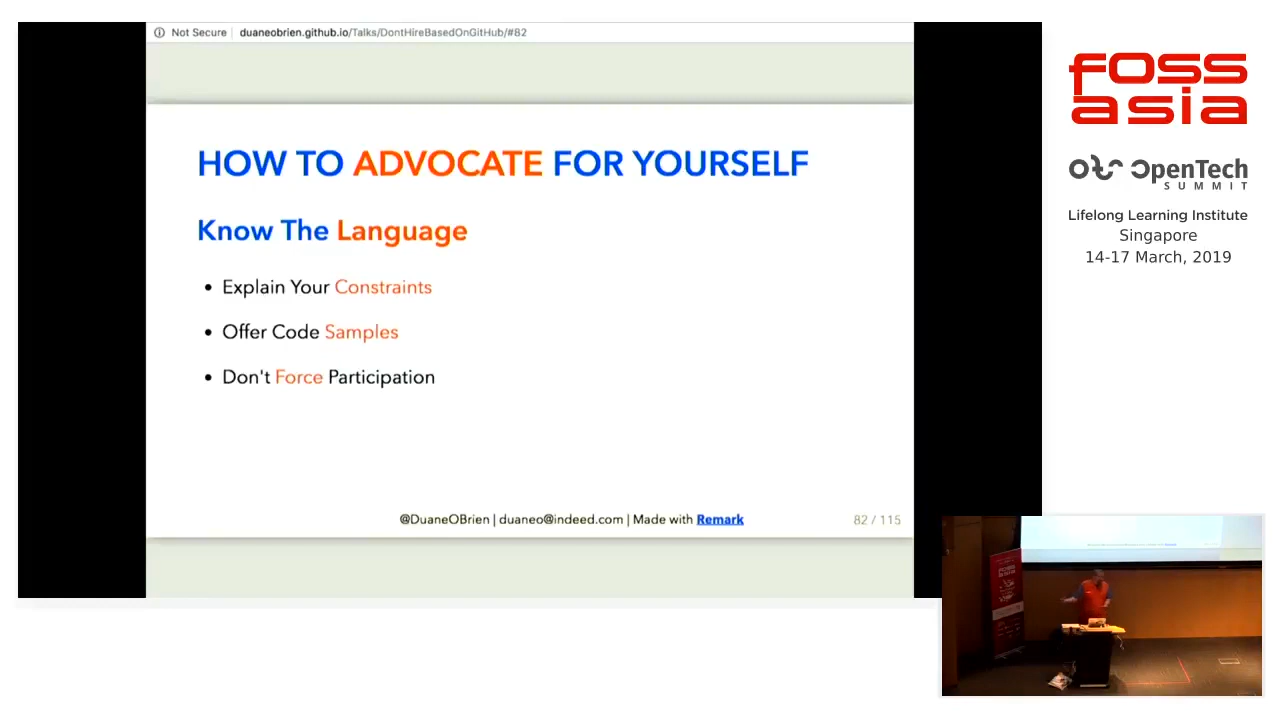 Not Secure duaneobrien.github.io/Talks/DontHireBasedOnGitHub/#82
HOW TO ADVOCATE FOR YOURSELF
Know The Language
• Explain Your Constraints
• Offer Code Samples
• Don't Force Participation
@DuaneOBrien | duaneo@indeed.com | Made with Remark
82 / 115
foss
asia
OpenTech
SUMMIT
Lifelong Learning Institute
Singapore
14-17 March, 2019